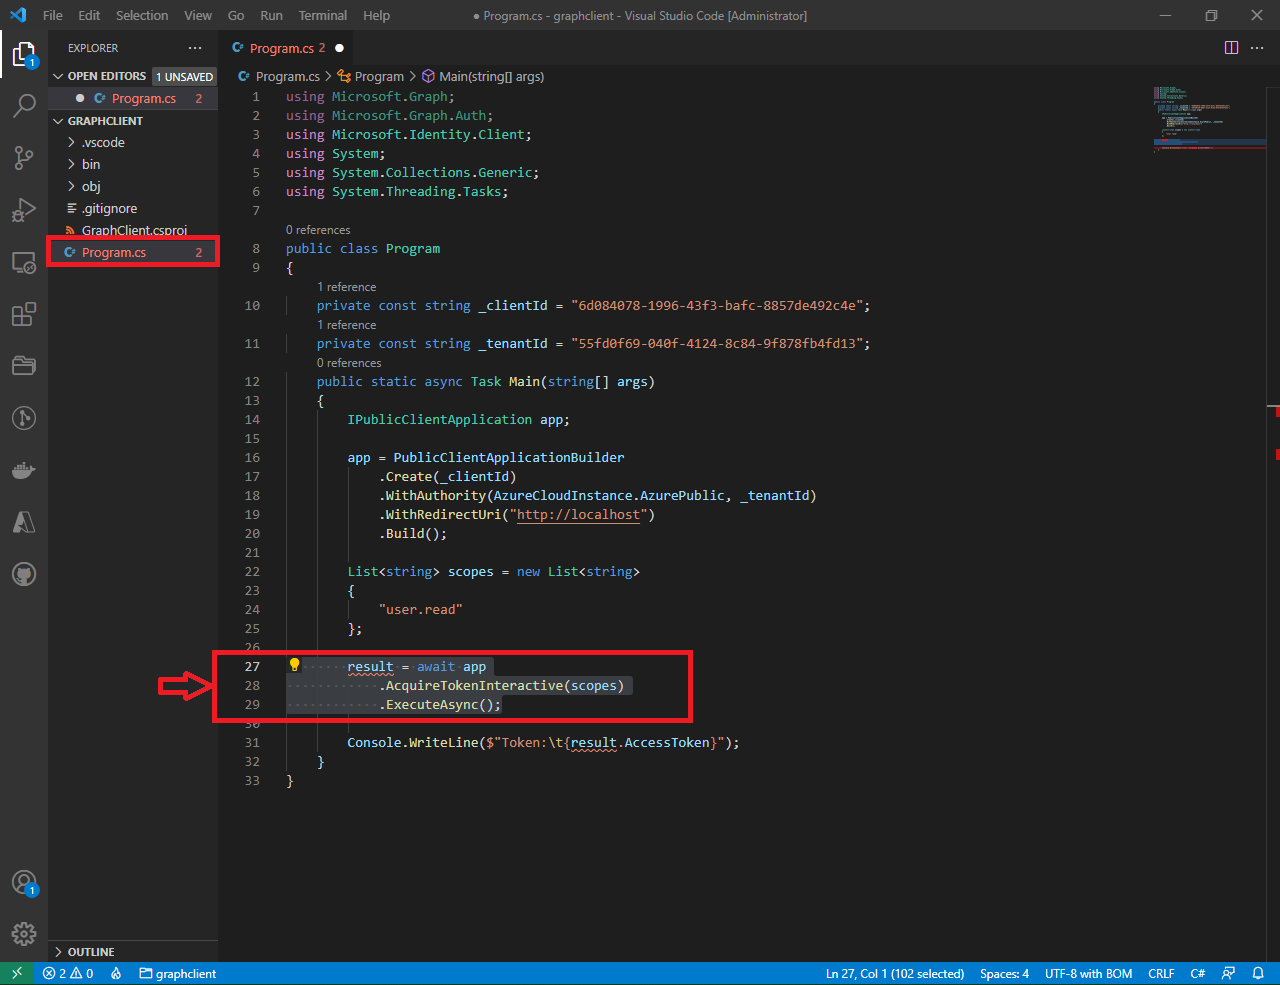 File Edit Selection View Go Run Terminal Help
● Program.cs - graphclient - Visual Studio Code [Administrator]
EXPLORER
OPEN EDITORS 1 UNSAVED
Program.cs 2
GRAPHCLIENT
.vscode
bin
obj
.gitignore
GraphClient.csproj
Program.cs 2
OUTLINE
1
1
Program.cs 2
Program.cs > Program > Main(string[] args)
1 using Microsoft.Graph;
2 using Microsoft.Graph.Auth;
3 using Microsoft.Identity.Client;
4 using System;
5 using System.Collections.Generic;
6 using System.Threading.Tasks;
7
0 references
8 public class Program
9 {
1 reference
10 private const string _clientId = "6d084078-1996-43f3-bafc-8857de492c4e";
1 reference
11 private const string _tenantId = "55fd0f69-040f-4124-8c84-9f878fb4fd13";
0 references
12 public static async Task Main(string[] args)
13 {
14 IPublicClientApplication app;
15
16 app = PublicClientApplicationBuilder
17 .Create(_clientId)
18 .WithAuthority(AzureCloudInstance.AzurePublic, _tenantId)
19 .WithRedirectUri("http://localhost")
20 .Build();
21
22 List<string> scopes = new List<string>
23 {
24 "user.read"
25 };
26
27 result = await app
28 .AcquireTokenInteractive(scopes)
29 .ExecuteAsync();
30
31 Console.WriteLine($"Token:\t{result.AccessToken}");
32 }
33 }
2 0 graphclient
Ln 27, Col 1 (102 selected) Spaces: 4 UTF-8 with BOM CRLF C#